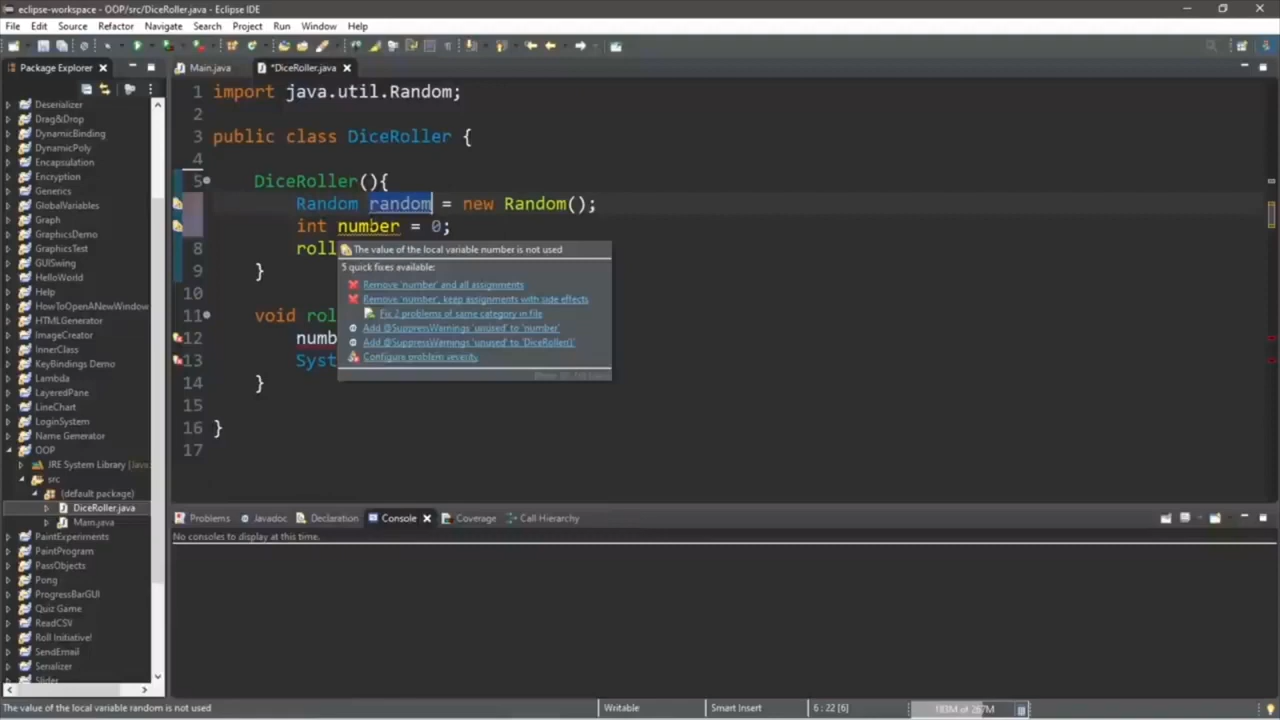 eclipse-workspace - OOP/src/DiceRoller.java - Eclipse IDE
File Edit Source Refactor Navigate Search Project Run Window Help
Package Explorer
Main.java *DiceRoller.java
Deserializer
Drag&Drop
DynamicBinding
DynamicPoly
Encapsulation
Encryption
Generics
GlobalVariables
Graph
GraphicsDemo
GraphicsTest
GUISwing
HelloWorld
Help
HowToOpenANewWindow
HTMLGenerator
ImageCreator
InnerClass
KeyBindings Demo
Lambda
LayeredPane
LineChart
LoginSystem
Name Generator
OOP
JRE System Library [Java
src
(default package)
DiceRoller.java
Main.java
PaintExperiments
PaintProgram
PassObjects
Pong
ProgressBarGUI
Quiz Game
ReadCSV
Roll Initiative!
SendEmail
Serializer
Slider
1 import java.util.Random;
2
3 public class DiceRoller {
4
5 DiceRoller(){
Random random = new Random();
int number = 0;
8 roll
9 }
10
11 void rol
12 numb
13 Syst
14 }
15
16 }
17
The value of the local variable number is not used
5 quick fixes available:
Remove 'number' and all assignments
Remove 'number', keep assignments with side effects
Fix 2 problems of same category in file
Add @SuppressWarnings 'unused' to 'number'
Add @SuppressWarnings 'unused' to 'DiceRoller()'
Configure problem severity
Problems Javadoc Declaration Console Coverage Call Hierarchy
No consoles to display at this time.
The value of the local variable random is not used
Writable Smart Insert 6 : 22 [6] 183M of 267M